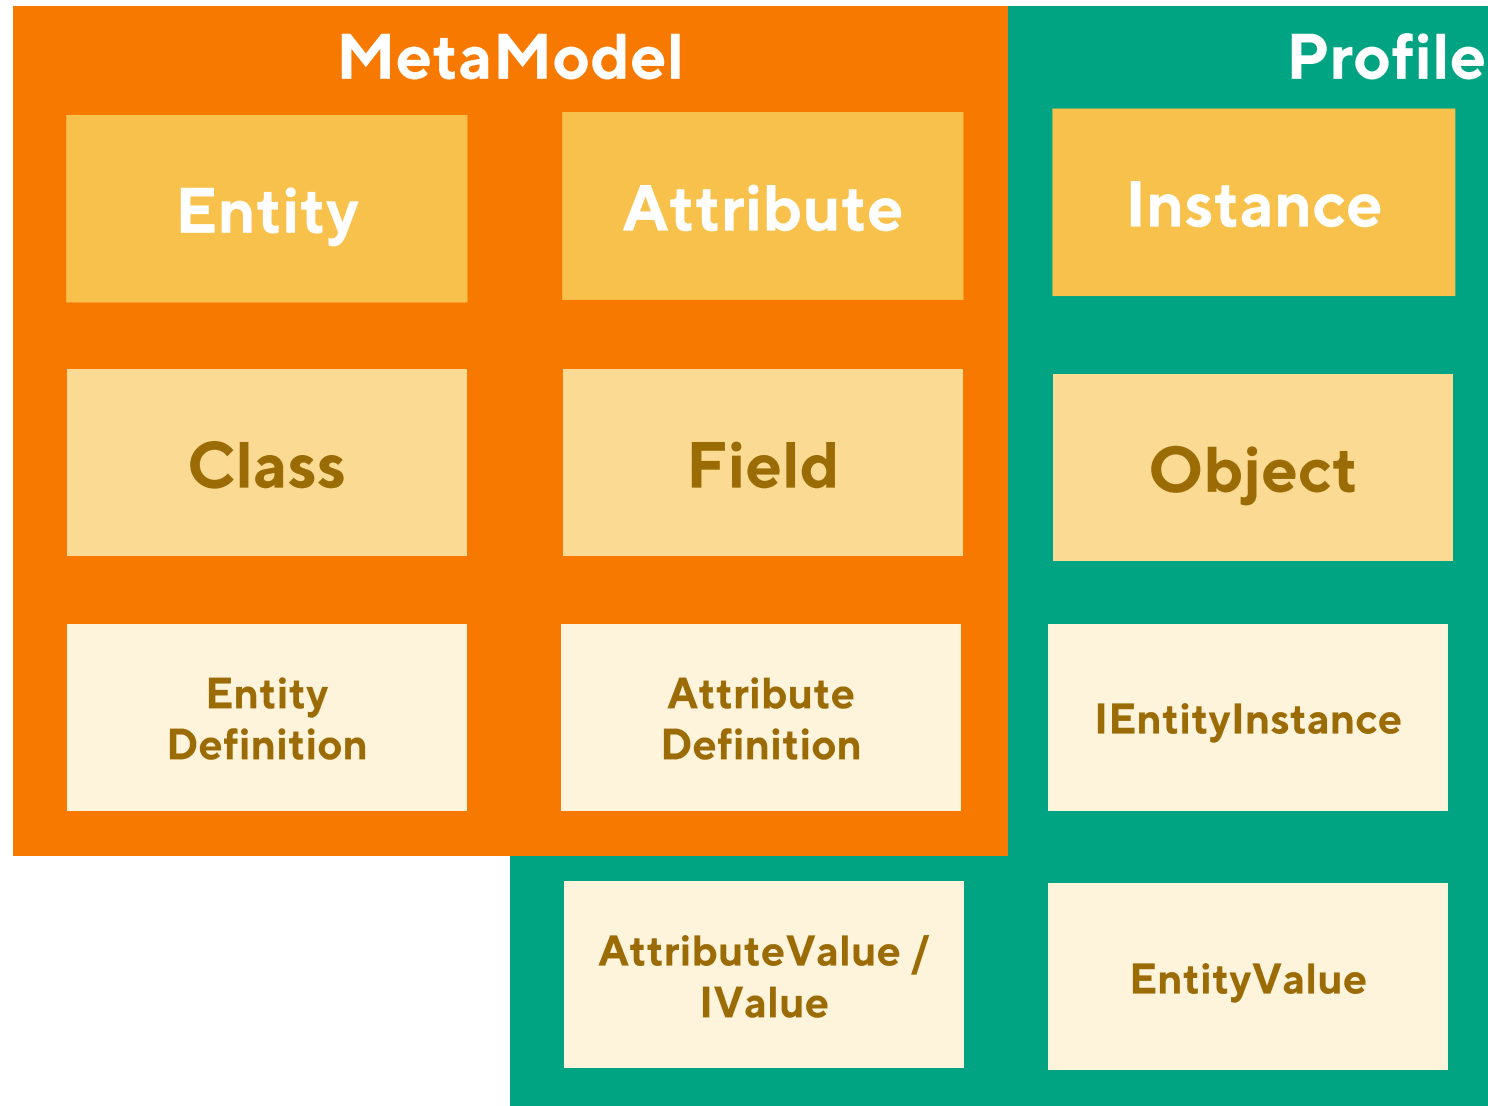 MetaModel
Profile
Entity
Attribute
Instance
Class
Field
Object
Entity
Definition
Attribute
Definition
IEntityInstance
AttributeValue /
IValue
EntityValue